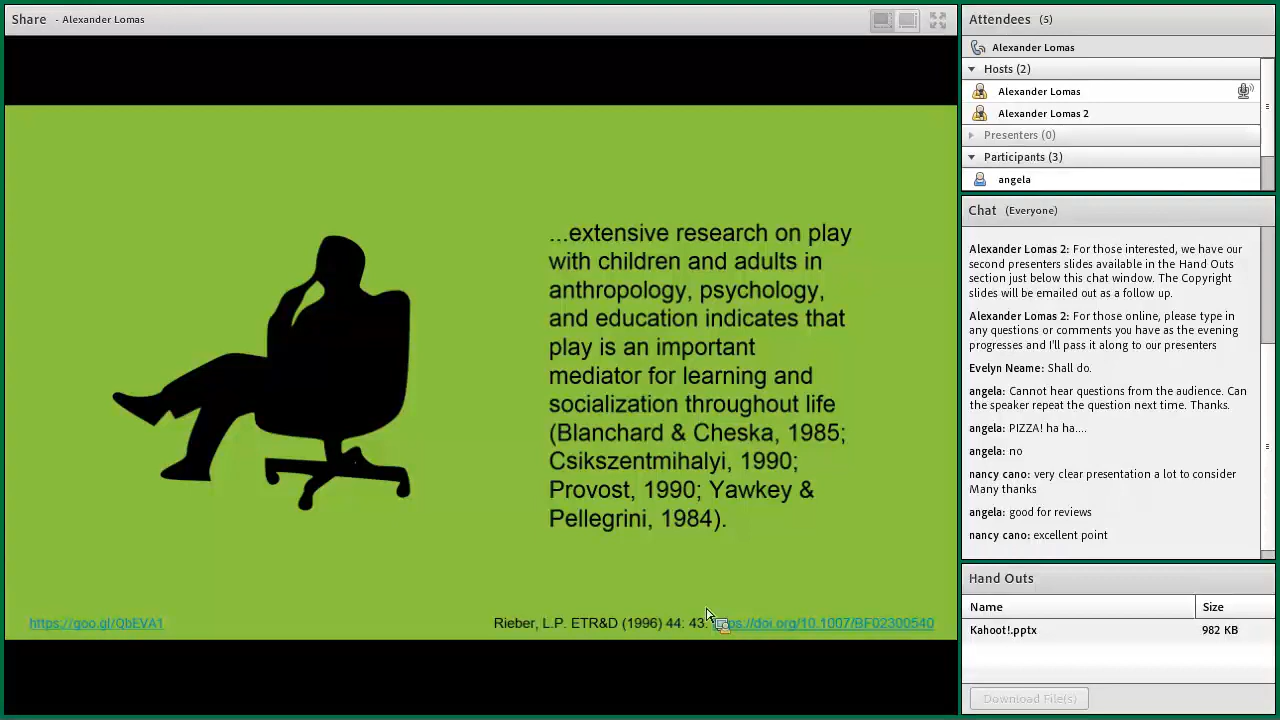 Share - Alexander Lomas
...extensive research on play
with children and adults in
anthropology, psychology,
and education indicates that
play is an important
mediator for learning and
socialization throughout life
(Blanchard & Cheska, 1985;
Csikszentmihalyi, 1990;
Provost, 1990; Yawkey &
Pellegrini, 1984).
https://goo.gl/QbEVA1
Rieber, L.P. ETR&D (1996) 44: 43. ps://doi.org/10.1007/BF02300540
Attendees (5)
Alexander Lomas
Hosts (2)
Alexander Lomas
Alexander Lomas 2
Presenters (0)
Participants (3)
angela
Chat (Everyone)
Alexander Lomas 2: For those interested, we have our
second presenters slides available in the Hand Outs
section just below this chat window. The Copyright
slides will be emailed out as a follow up.
Alexander Lomas 2: For those online, please type in
any questions or comments you have as the evening
progresses and I'll pass it along to our presenters
Evelyn Neame: Shall do.
angela: Cannot hear questions from the audience. Can
the speaker repeat the question next time. Thanks.
angela: PIZZA! ha ha....
angela: no
nancy cano: very clear presentation a lot to consider
Many thanks
angela: good for reviews
nancy cano: excellent point
Hand Outs
Name Size
Kahoot!.pptx 982 KB
Download File(s)